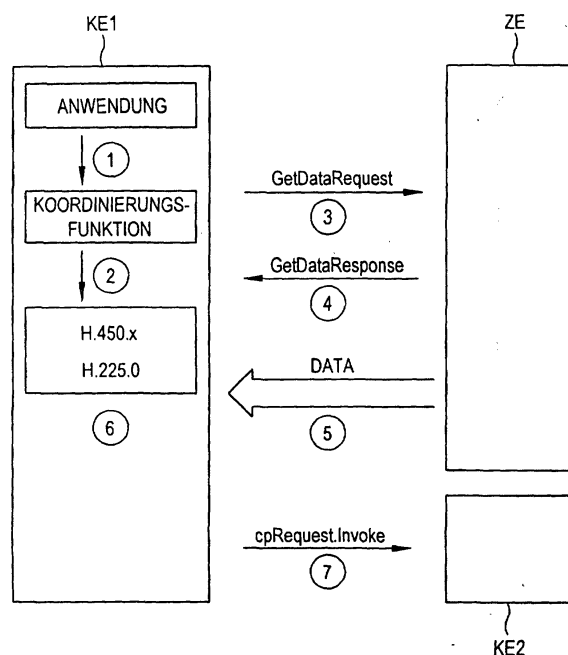 KE1
ZE
ANWENDUNG
1
GetDataRequest
KOORDINIERUNGS-
FUNKTION
3
2
GetDataResponse
4
H.450.x
H.225.0
DATA
5
6
cpRequest.Invoke
7
KE2